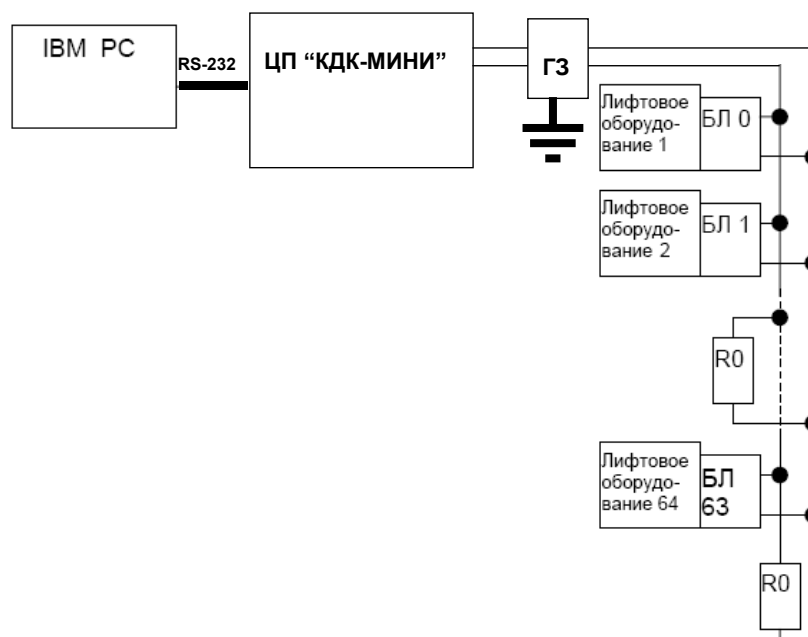 IBM PC
RS-232
ЦП “КДК-МИНИ”
ГЗ
Лифтовое
оборудо-
вание 1
БЛ 0
Лифтовое
оборудо-
вание 2
БЛ 1
R0
Лифтовое
оборудо-
вание 64
БЛ
63
R0